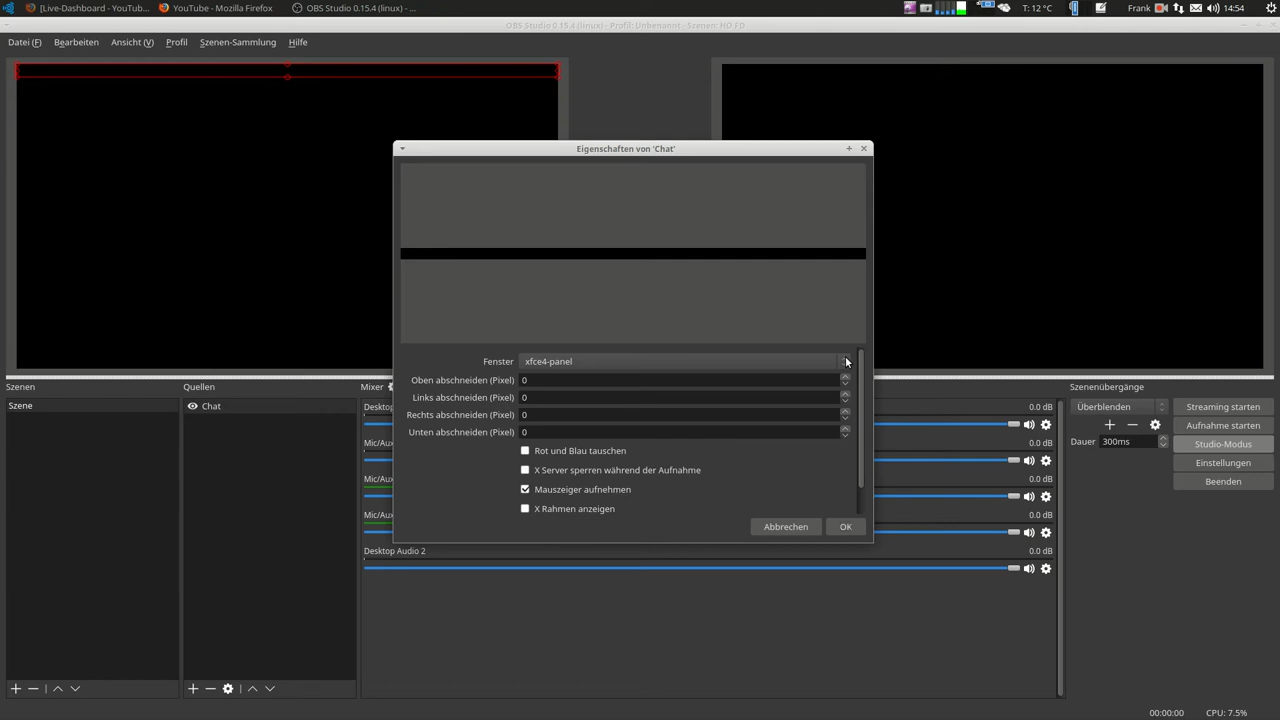 [Live-Dashboard - YouTub...
YouTube - Mozilla Firefox
OBS Studio 0.15.4 (linux) - ...
T: 12 °C
Frank
14:54
OBS Studio 0.15.4 (linux) - Profil: Unbenannt - Szenen: HD FD
Datei (F)
Bearbeiten
Ansicht (V)
Profil
Szenen-Sammlung
Hilfe
Eigenschaften von 'Chat'
Fenster
xfce4-panel
Oben abschneiden (Pixel)
0
Links abschneiden (Pixel)
0
Rechts abschneiden (Pixel)
0
Unten abschneiden (Pixel)
0
Rot und Blau tauschen
X Server sperren während der Aufnahme
Mauszeiger aufnehmen
X Rahmen anzeigen
Abbrechen
OK
Szenen
Szene
Quellen
Chat
Mixer
Deskto
0.0 dB
Mic/Aux
0.0 dB
Mic/Aux
0.0 dB
Mic/Aux
0.0 dB
Desktop Audio 2
0.0 dB
Szenenübergänge
Überblenden
Dauer
300ms
Streaming starten
Aufnahme starten
Studio-Modus
Einstellungen
Beenden
00:00:00
CPU: 7.5%